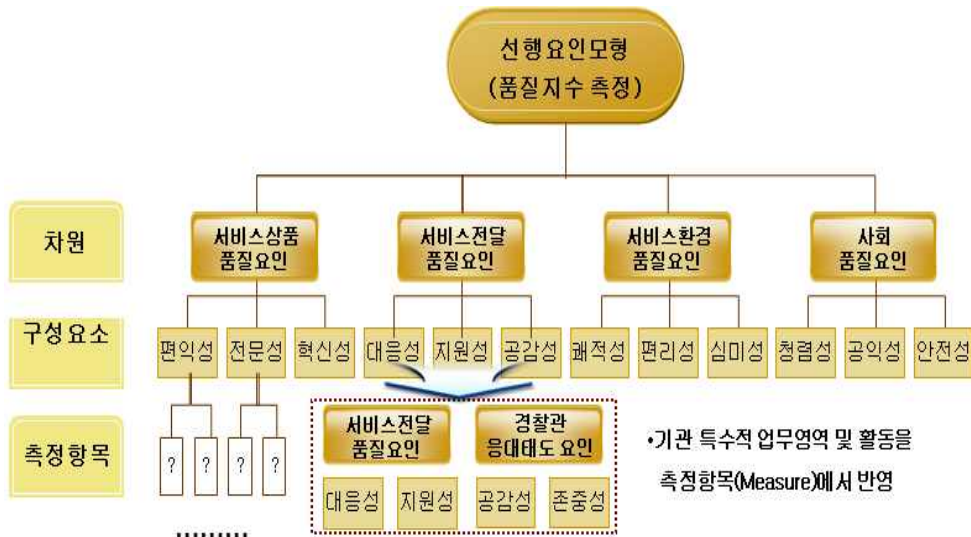 선행요인모형
(품질지수 측정)
차원
서비스상품
품질요인
서비스전달
품질요인
서비스환경
품질요인
사회
품질요인
구성요소
편익성
전문성
혁신성
대응성
지원성
공감성
쾌적성
편리성
심미성
청렴성
공익성
안전성
측정항목
?
?
?
?
서비스전달
품질요인
경찰관
응대태도 요인
대응성
지원성
공감성
존중성
•기관 특수적 업무영역 및 활동을
측정항목(Measure)에서 반영
.........